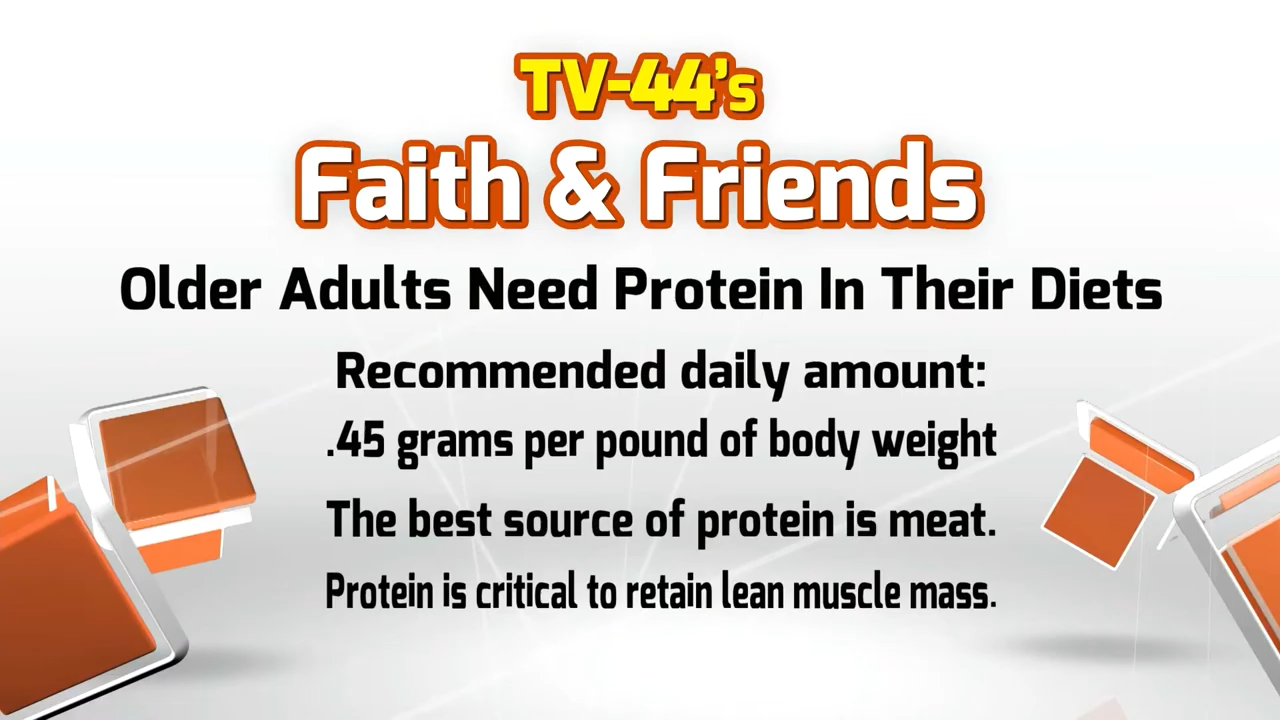 TV-44's
Faith & Friends
Older Adults Need Protein In Their Diets
Recommended daily amount:
.45 grams per pound of body weight
The best source of protein is meat.
Protein is critical to retain lean muscle mass.